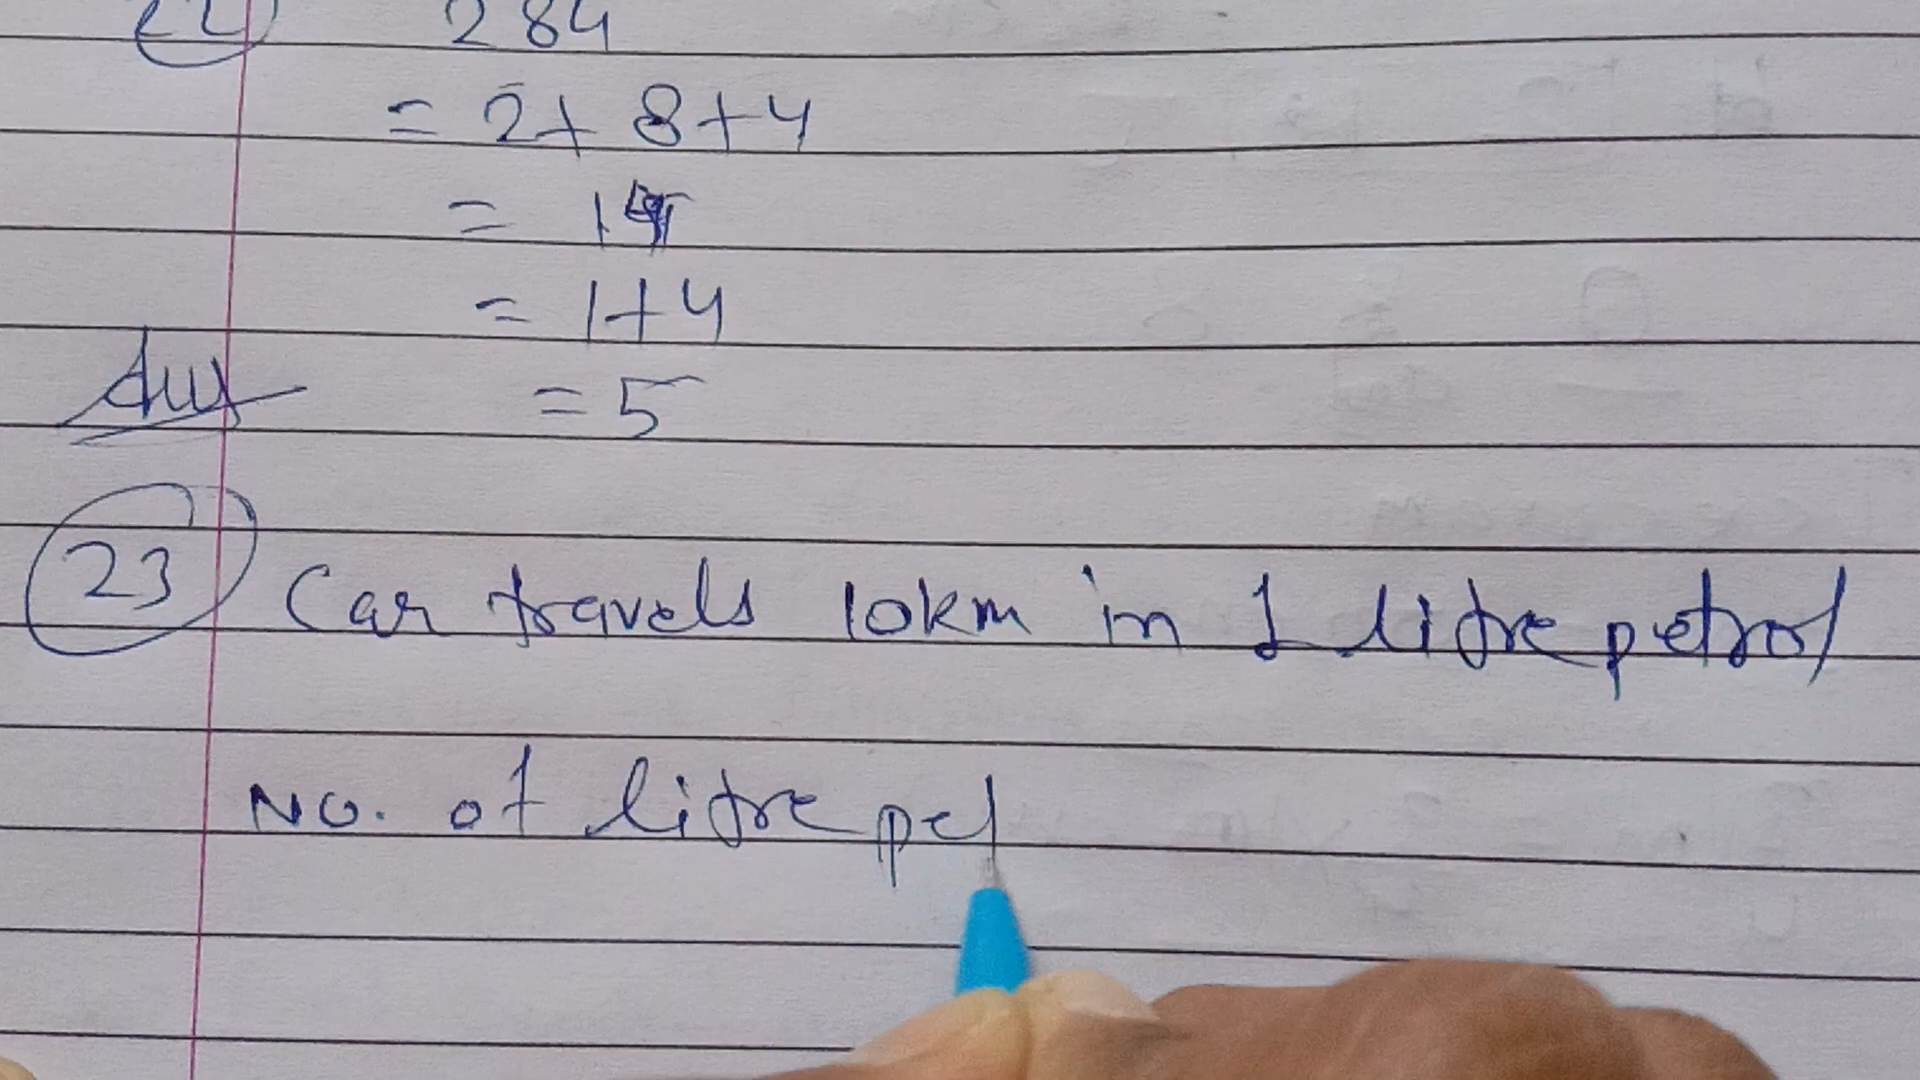 22 284
= 2+8+4
= 14
= 1+4
Ans = 5
23 Car travels 10km in 1 litre petrol
No. of litre pet